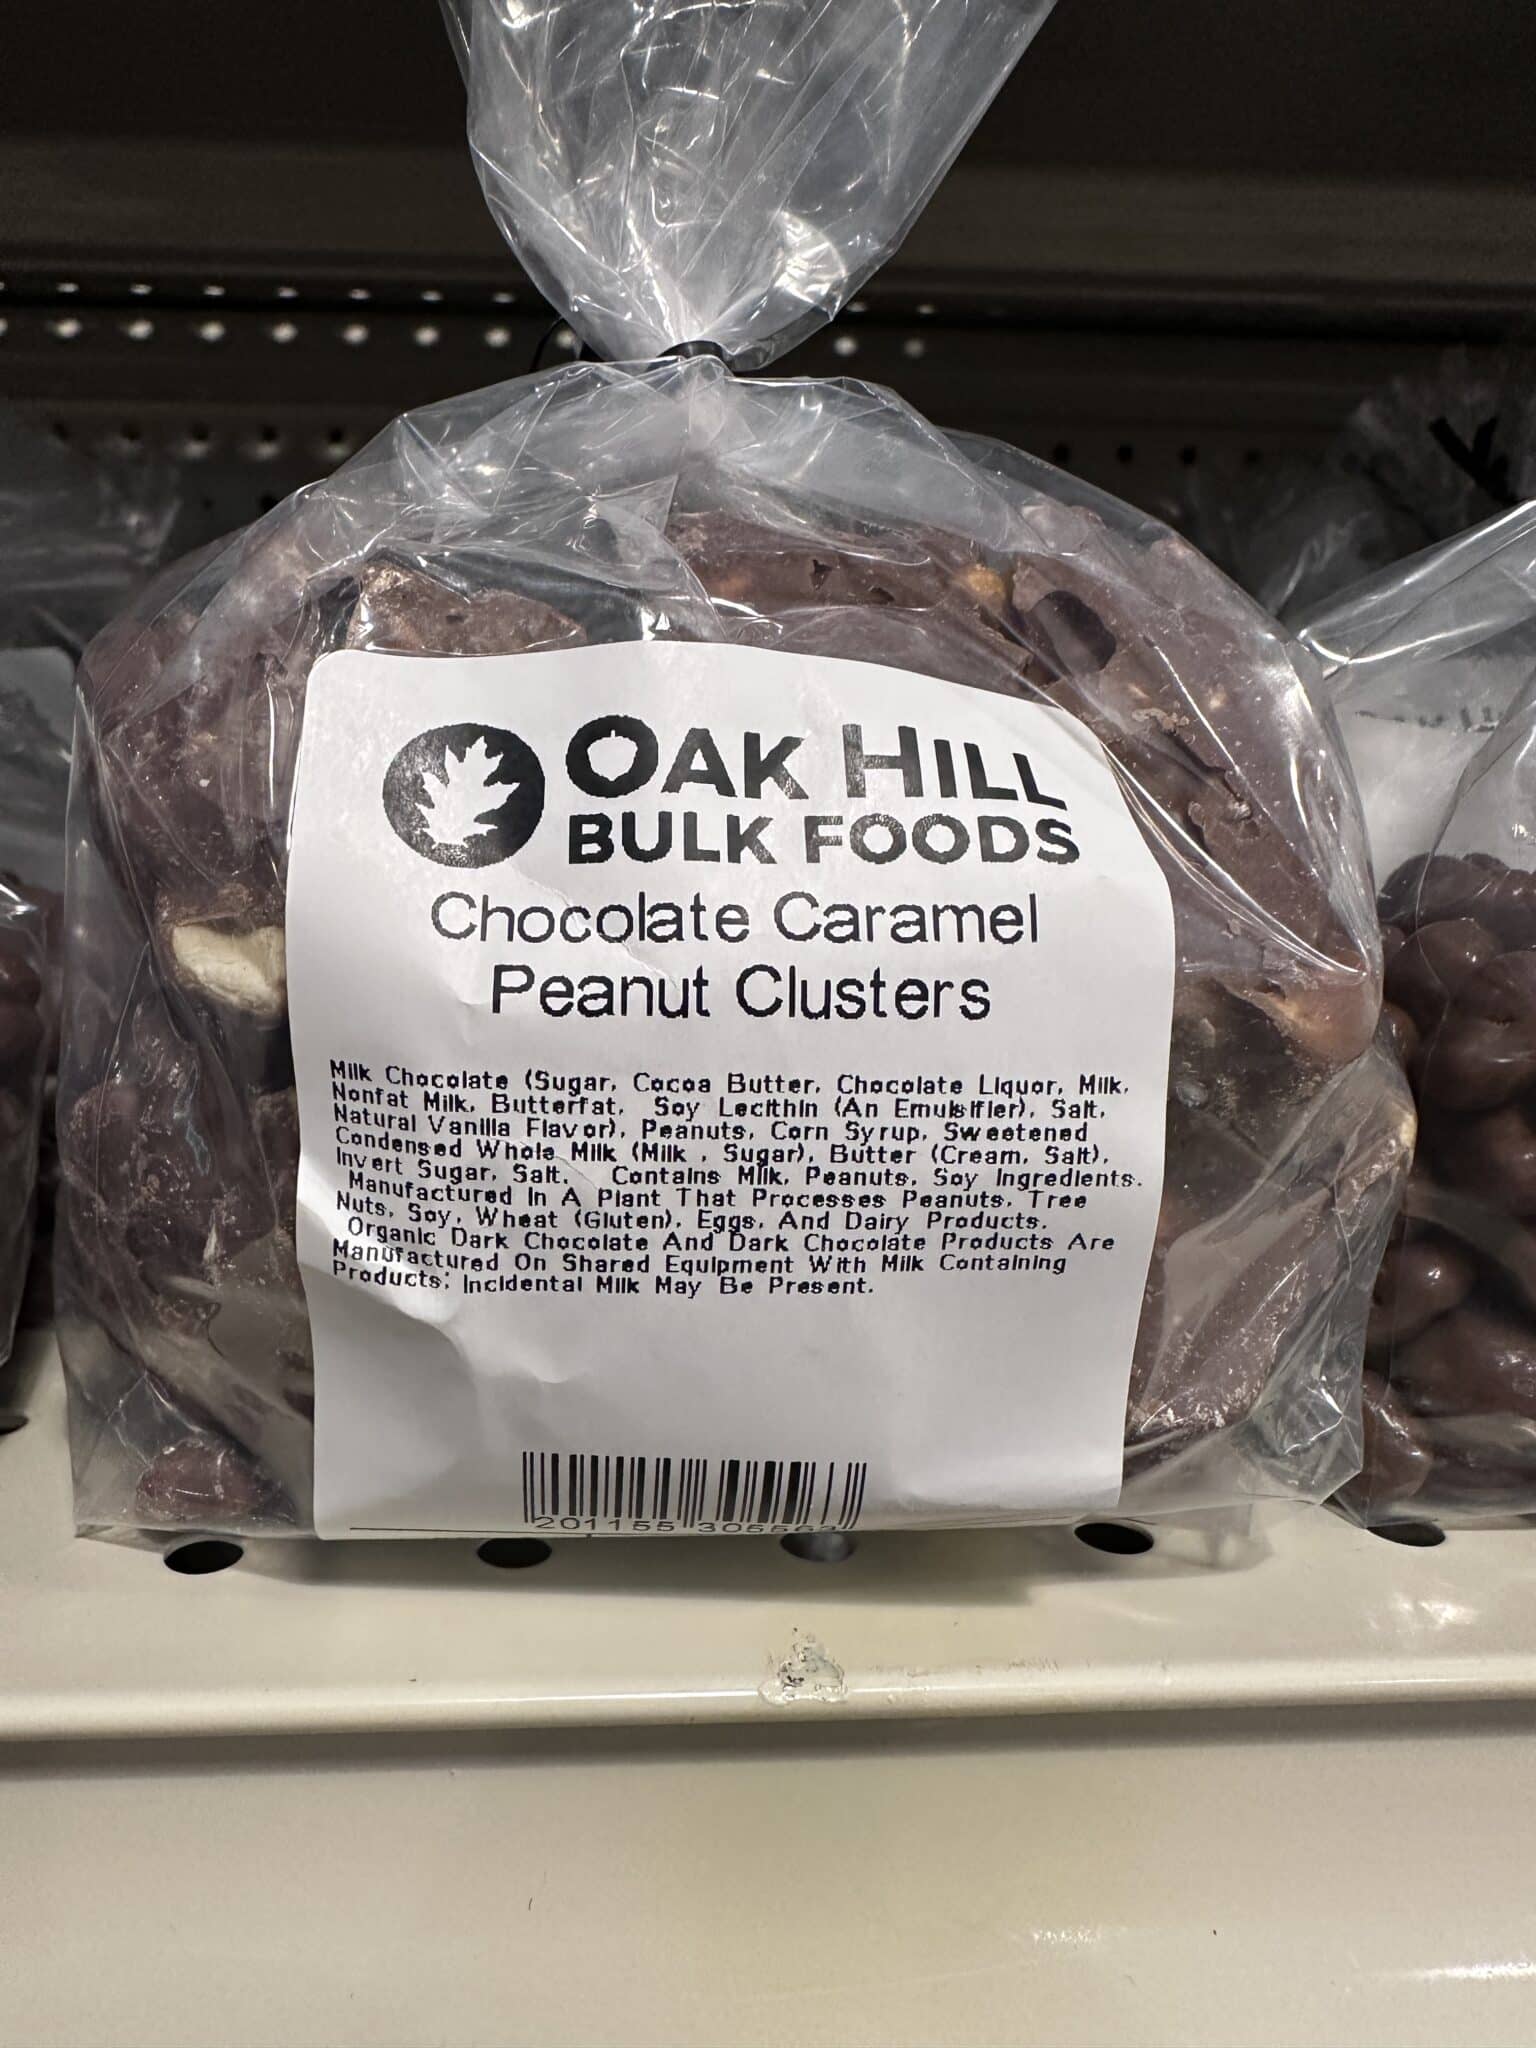 OAK HILL
BULK FOODS
Chocolate Caramel
Peanut Clusters
Milk Chocolate (Sugar, Cocoa Butter, Chocolate Liquor, Milk,
Nonfat Milk, Butterfat, Soy Lecithin (An Emulsifier), Salt,
Natural Vanilla Flavor), Peanuts, Corn Syrup, Sweetened
Condensed Whole Milk (Milk , Sugar), Butter (Cream, Salt),
Invert Sugar, Salt. Contains Milk, Peanuts, Soy Ingredients.
Manufactured In A Plant That Processes Peanuts, Tree
Nuts, Soy, Wheat (Gluten), Eggs, And Dairy Products.
Organic Dark Chocolate And Dark Chocolate Products Are
Manufactured On Shared Equipment With Milk Containing
Products; Incidental Milk May Be Present.
201155